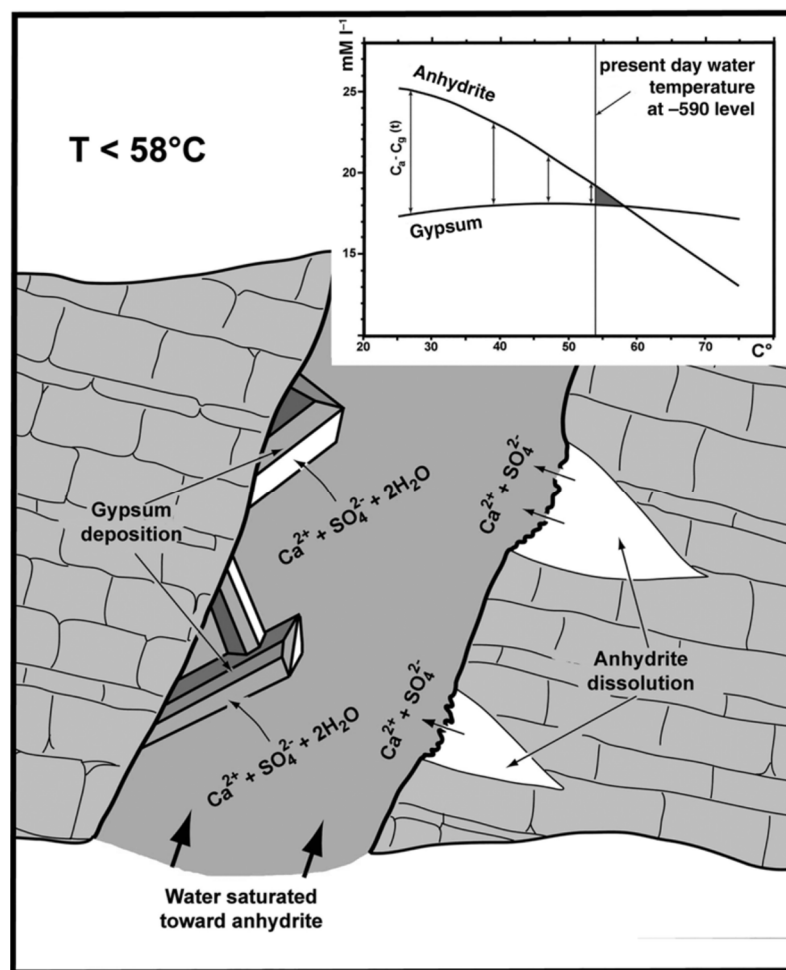 mM l⁻¹
25
20
15
Anhydrite
Gypsum
Cₐ- C_g (t)
present day water
temperature
at –590 level
20
30
40
50
60
70
C°
T < 58°C
Gypsum
deposition
Ca²⁺ + SO₄²⁻ + 2H₂O
Ca²⁺ + SO₄²⁻
Anhydrite
dissolution
Ca²⁺ + SO₄²⁻
Ca²⁺ + SO₄²⁻ + 2H₂O
Water saturated
toward anhydrite